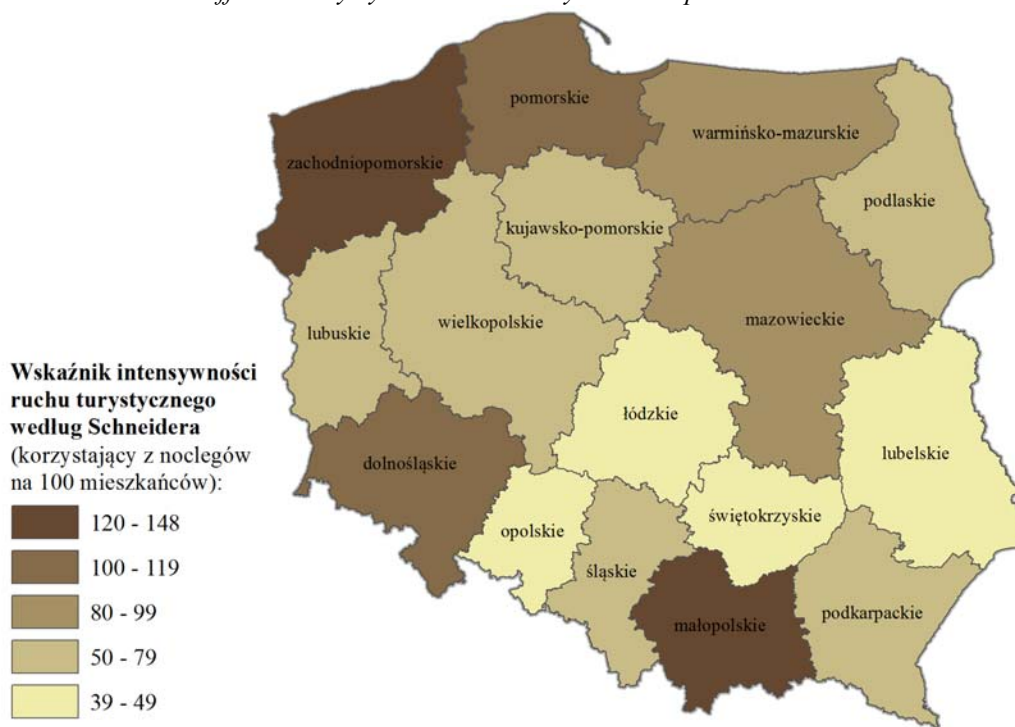 pomorskie
warmińsko-mazurskie
zachodniopomorskie
podlaskie
kujawsko-pomorskie
mazowieckie
wielkopolskie
lubuskie
Wskaźnik intensywności
ruchu turystycznego
według Schneidera
(korzystający z noclegów
na 100 mieszkańców):
120 - 148
100 - 119
80 - 99
50 - 79
39 - 49
łódzkie
lubelskie
dolnośląskie
świętokrzyskie
opolskie
śląskie
podkarpackie
małopolskie